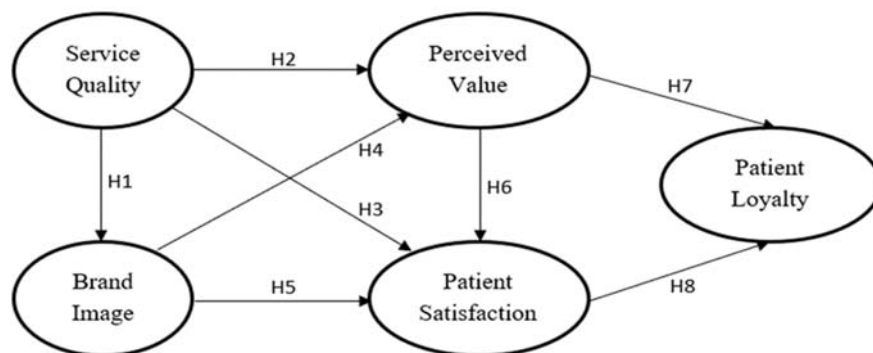 Service
Quality
H2
Perceived
Value
H7
H4
H1
H3
H6
Patient
Loyalty
Brand
Image
H5
Patient
Satisfaction
H8